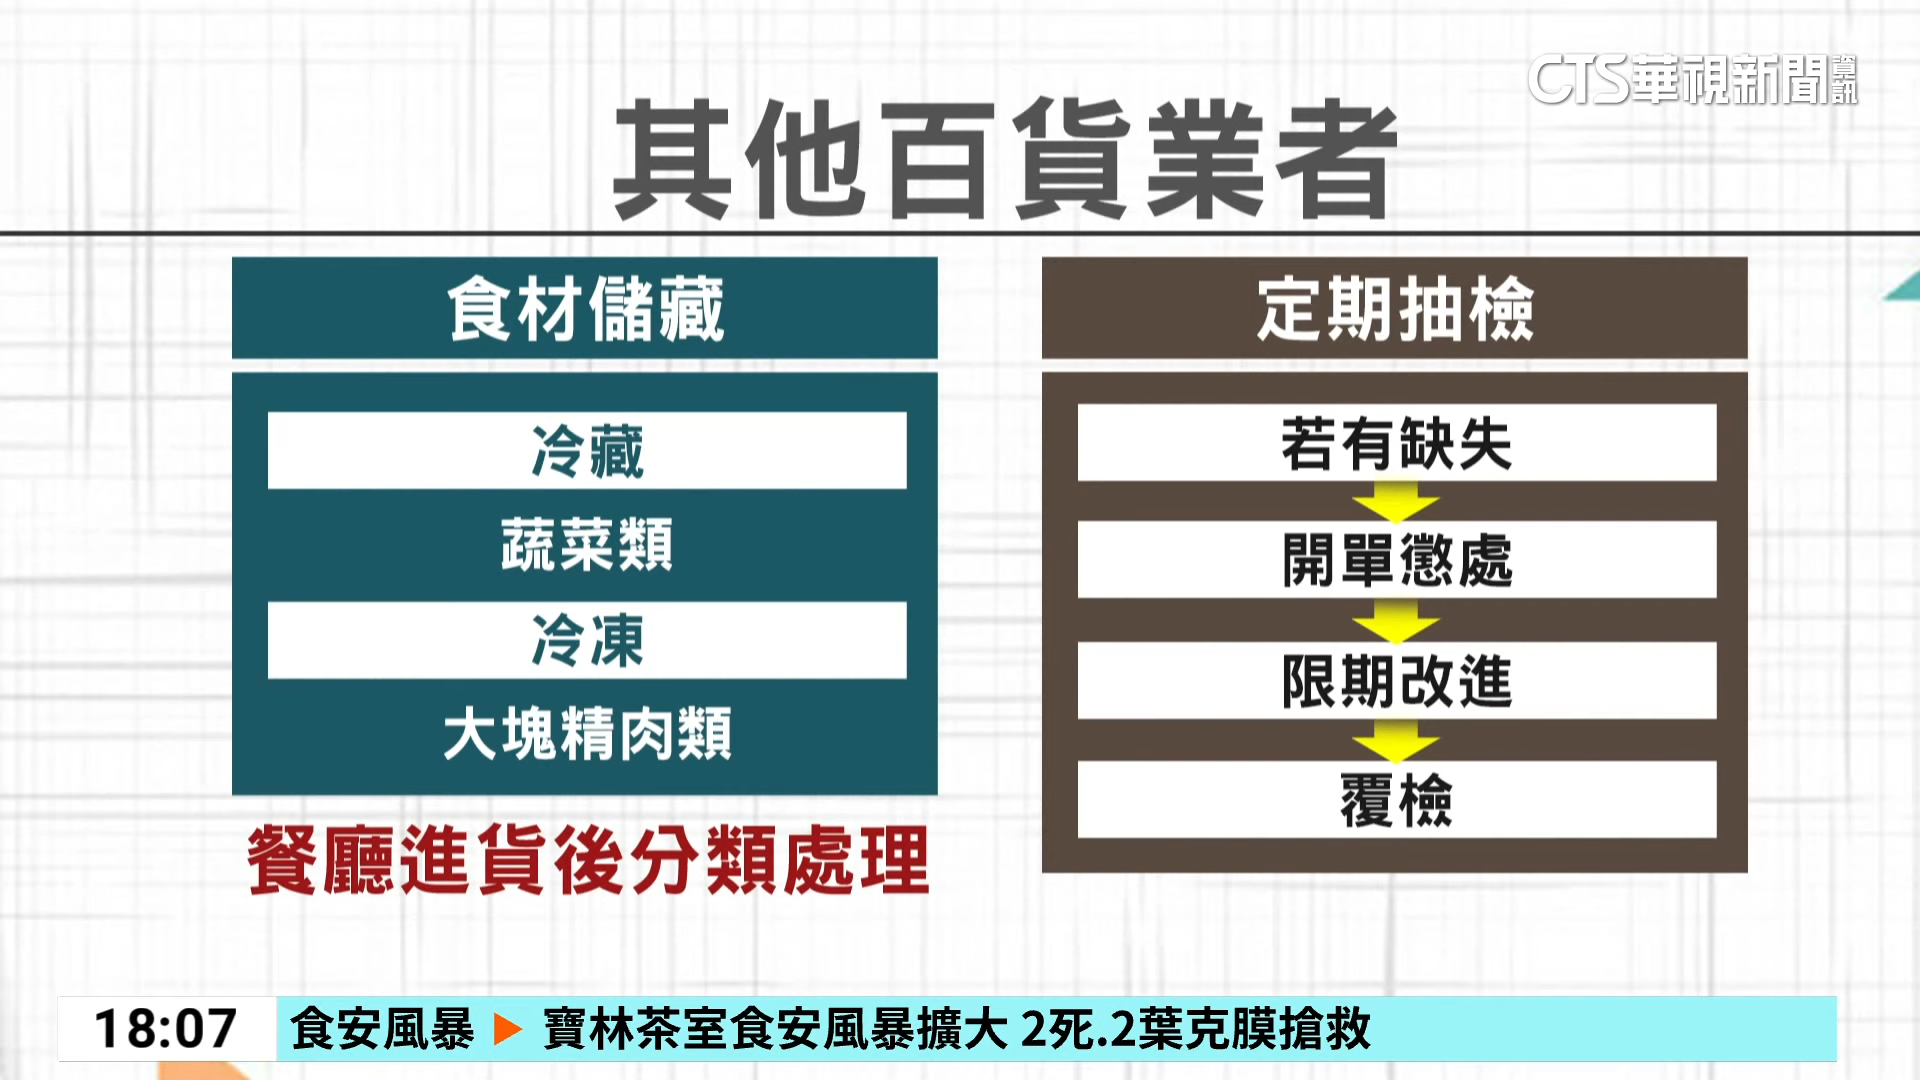 CTS華視新聞資訊
其他百貨業者
食材儲藏
冷藏
蔬菜類
冷凍
大塊精肉類
餐廳進貨後分類處理
定期抽檢
若有缺失
開單懲處
限期改進
覆檢
18:07 食安風暴 ▶ 寶林茶室食安風暴擴大 2死.2葉克膜搶救